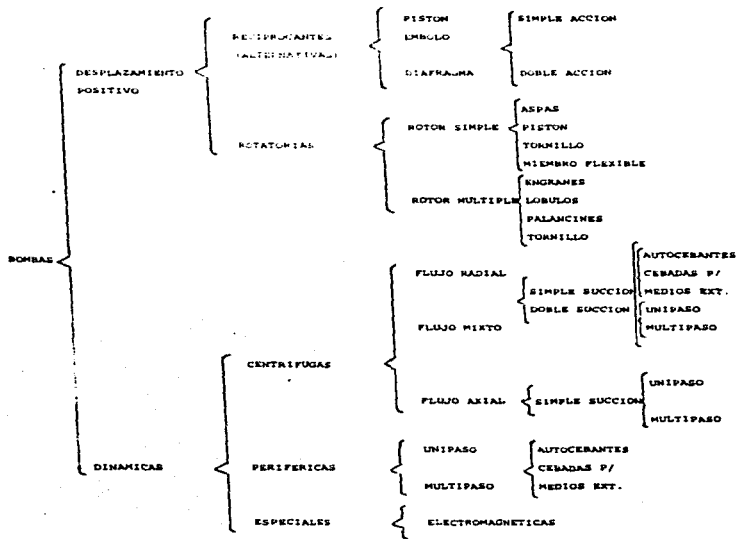 BOMBAS
DESPLAZAMIENTO
POSITIVO
RECIPROCANTES
(ALTERNATIVAS)
PISTON
EMBOLO
DIAFRAGMA
SIMPLE ACCION
DOBLE ACCION
ROTATORIAS
ROTOR SIMPLE
ASPAS
PISTON
TORNILLO
MIEMBRO FLEXIBLE
ROTOR MULTIPLE
ENGRANES
LOBULOS
PALANCINES
TORNILLO
DINAMICAS
CENTRIFUGAS
FLUJO RADIAL
FLUJO MIXTO
SIMPLE SUCCION
DOBLE SUCCION
AUTOCEBANTES
CEBADAS P/
MEDIOS EXT.
UNIPASO
MULTIPASO
FLUJO AXIAL
SIMPLE SUCCION
UNIPASO
MULTIPASO
PERIFERICAS
UNIPASO
MULTIPASO
AUTOCEBANTES
CEBADAS P/
MEDIOS EXT.
ESPECIALES
ELECTROMAGNETICAS